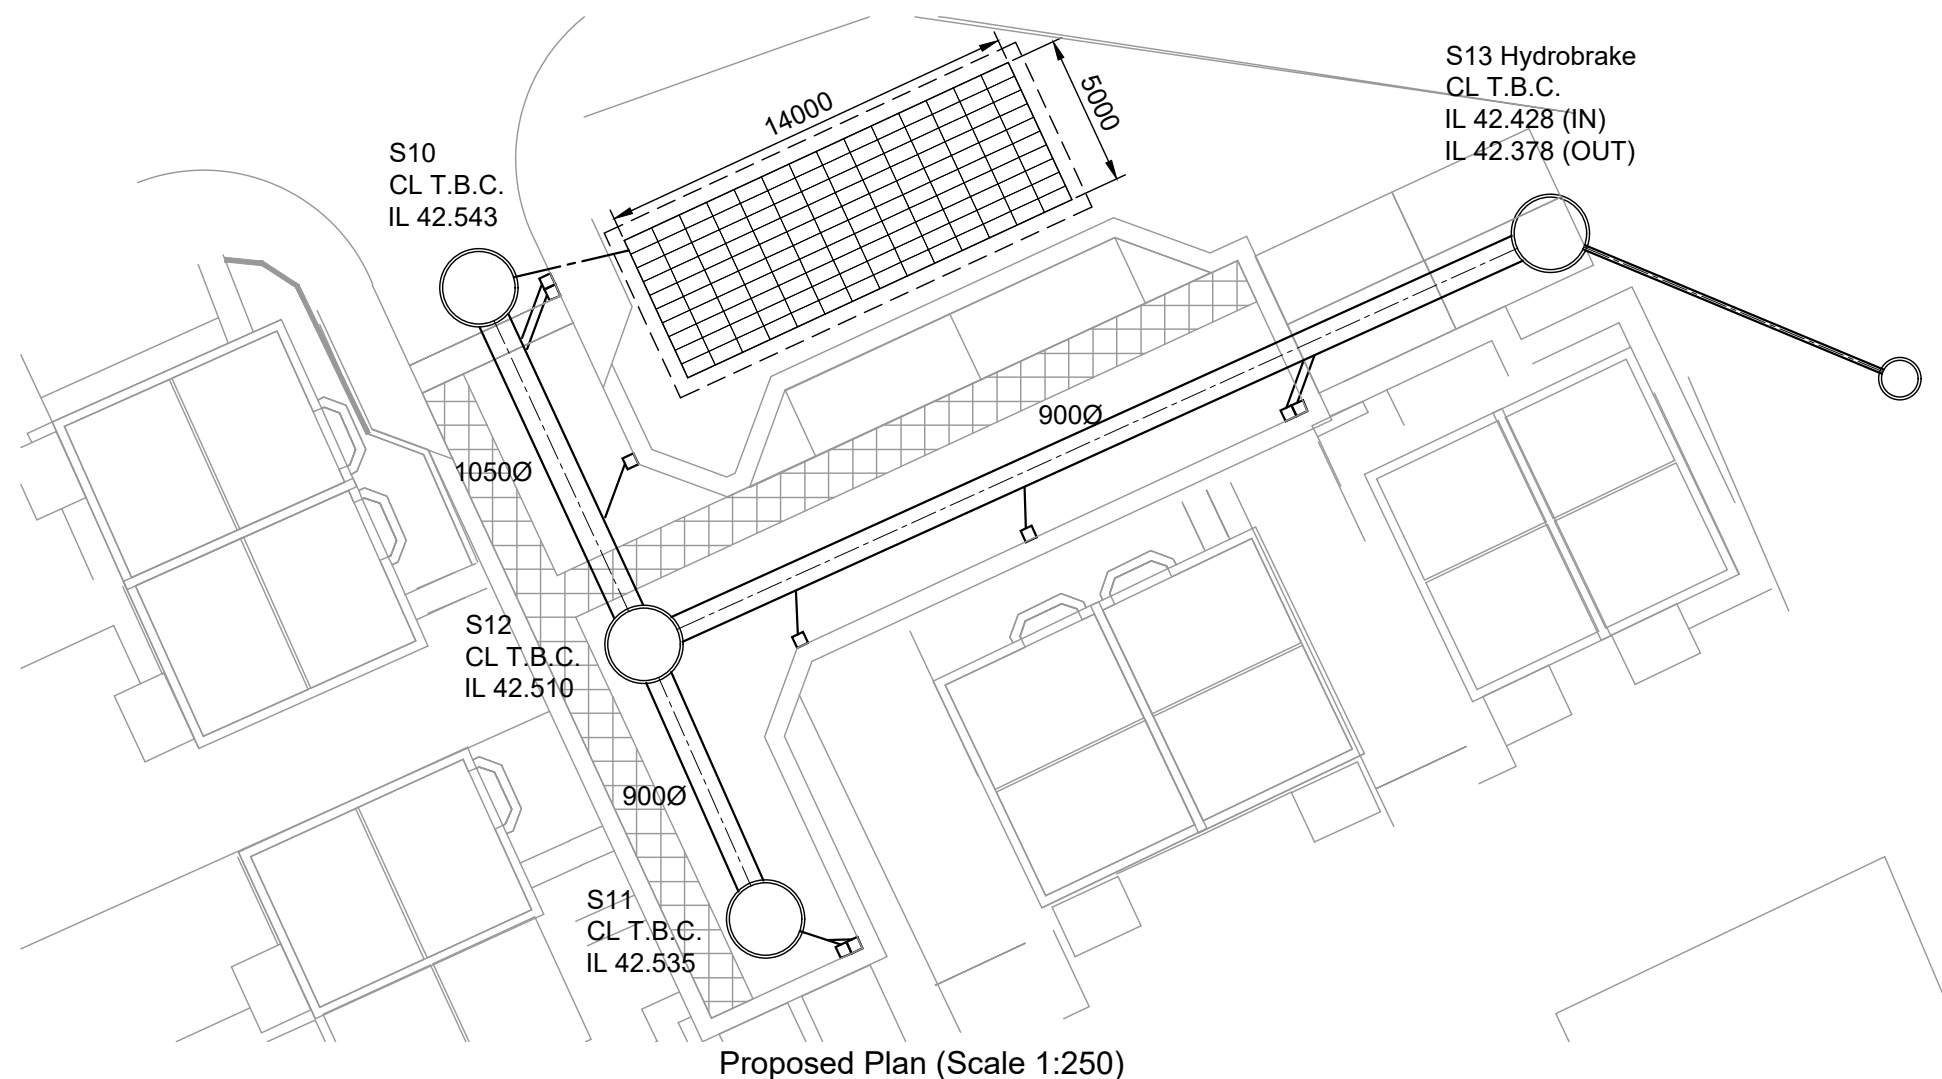 S13 Hydrobrake
CL T.B.C.
IL 42.428 (IN)
IL 42.378 (OUT)
14000
5000
S10
CL T.B.C.
IL 42.543
900Ø
1050Ø
S12
CL T.B.C.
IL 42.510
900Ø
S11
CL T.B.C.
IL 42.535
Proposed Plan (Scale 1:250)